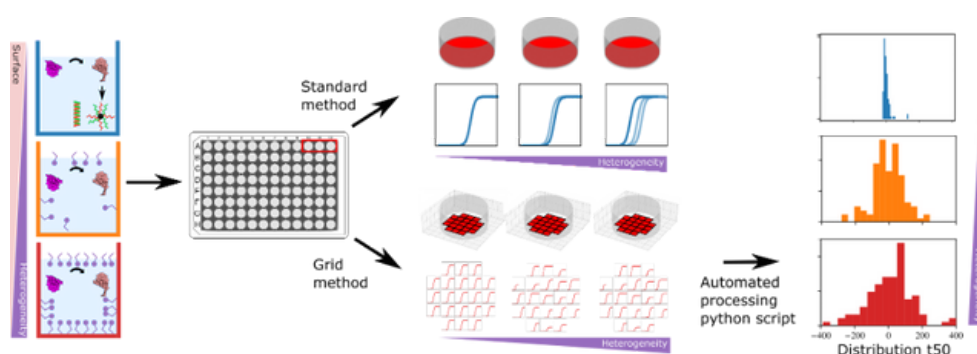 Surface
Heterogeneity
A
B
C
D
E
F
G
H
Standard
method
Heterogeneity
Grid
method
Heterogeneity
Automated
processing
python script
-400
-200
0
200
400
Distribution t50